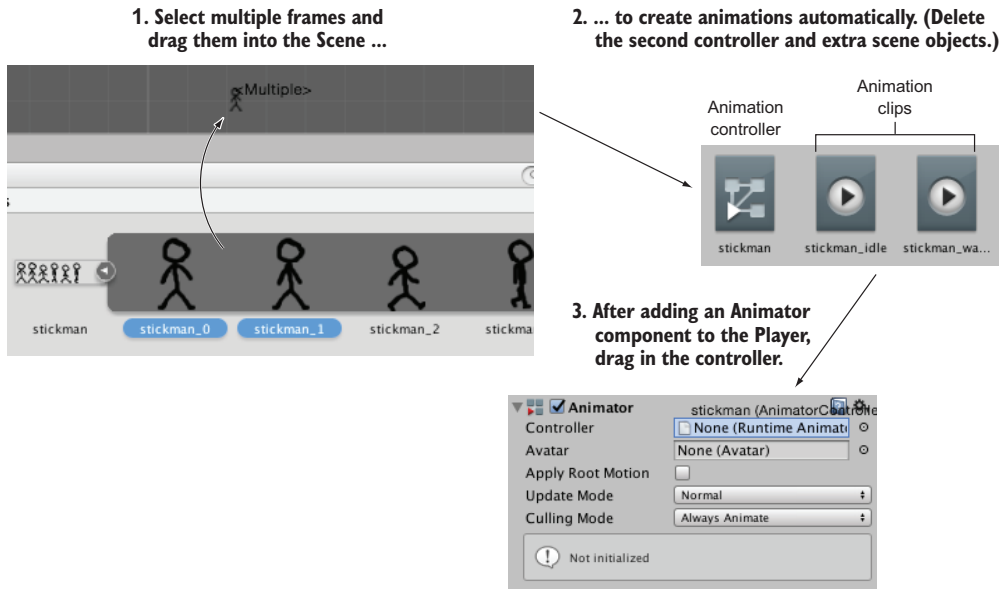 1. Select multiple frames and
drag them into the Scene ...
2. ... to create animations automatically. (Delete
the second controller and extra scene objects.)
<Multiple>
Animation
controller
Animation
clips
stickman
stickman_idle
stickman_wa...
stickman
stickman_0
stickman_1
stickman_2
stickma
3. After adding an Animator
component to the Player,
drag in the controller.
Animator
stickman (AnimatorControlle
Controller
None (Runtime Animat
Avatar
None (Avatar)
Apply Root Motion
Update Mode
Normal
Culling Mode
Always Animate
Not initialized